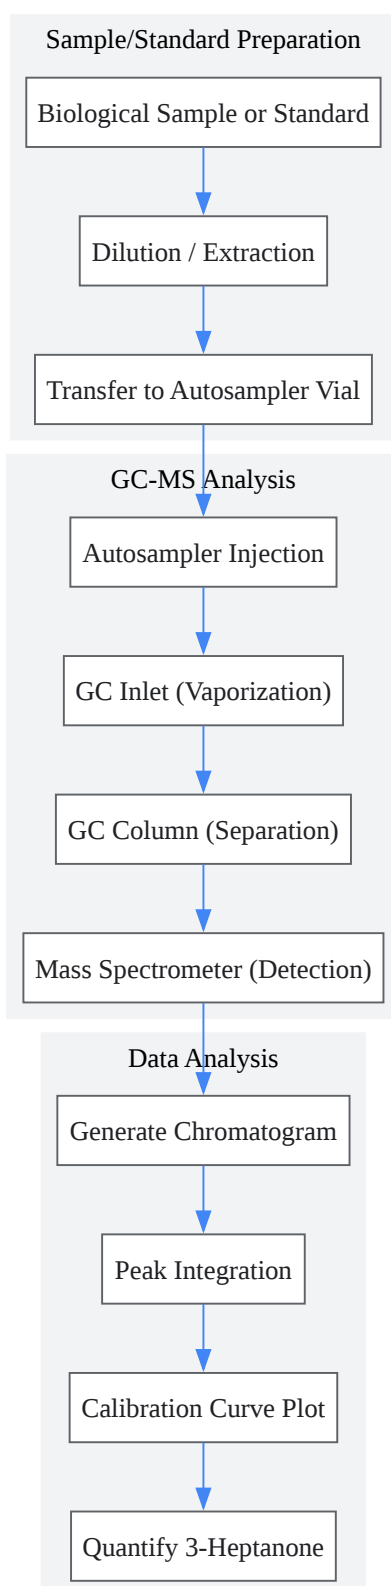 Sample/Standard Preparation
Biological Sample or Standard
Dilution / Extraction
Transfer to Autosampler Vial
GC-MS Analysis
Autosampler Injection
GC Inlet (Vaporization)
GC Column (Separation)
Mass Spectrometer (Detection)
Data Analysis
Generate Chromatogram
Peak Integration
Calibration Curve Plot
Quantify 3-Heptanone